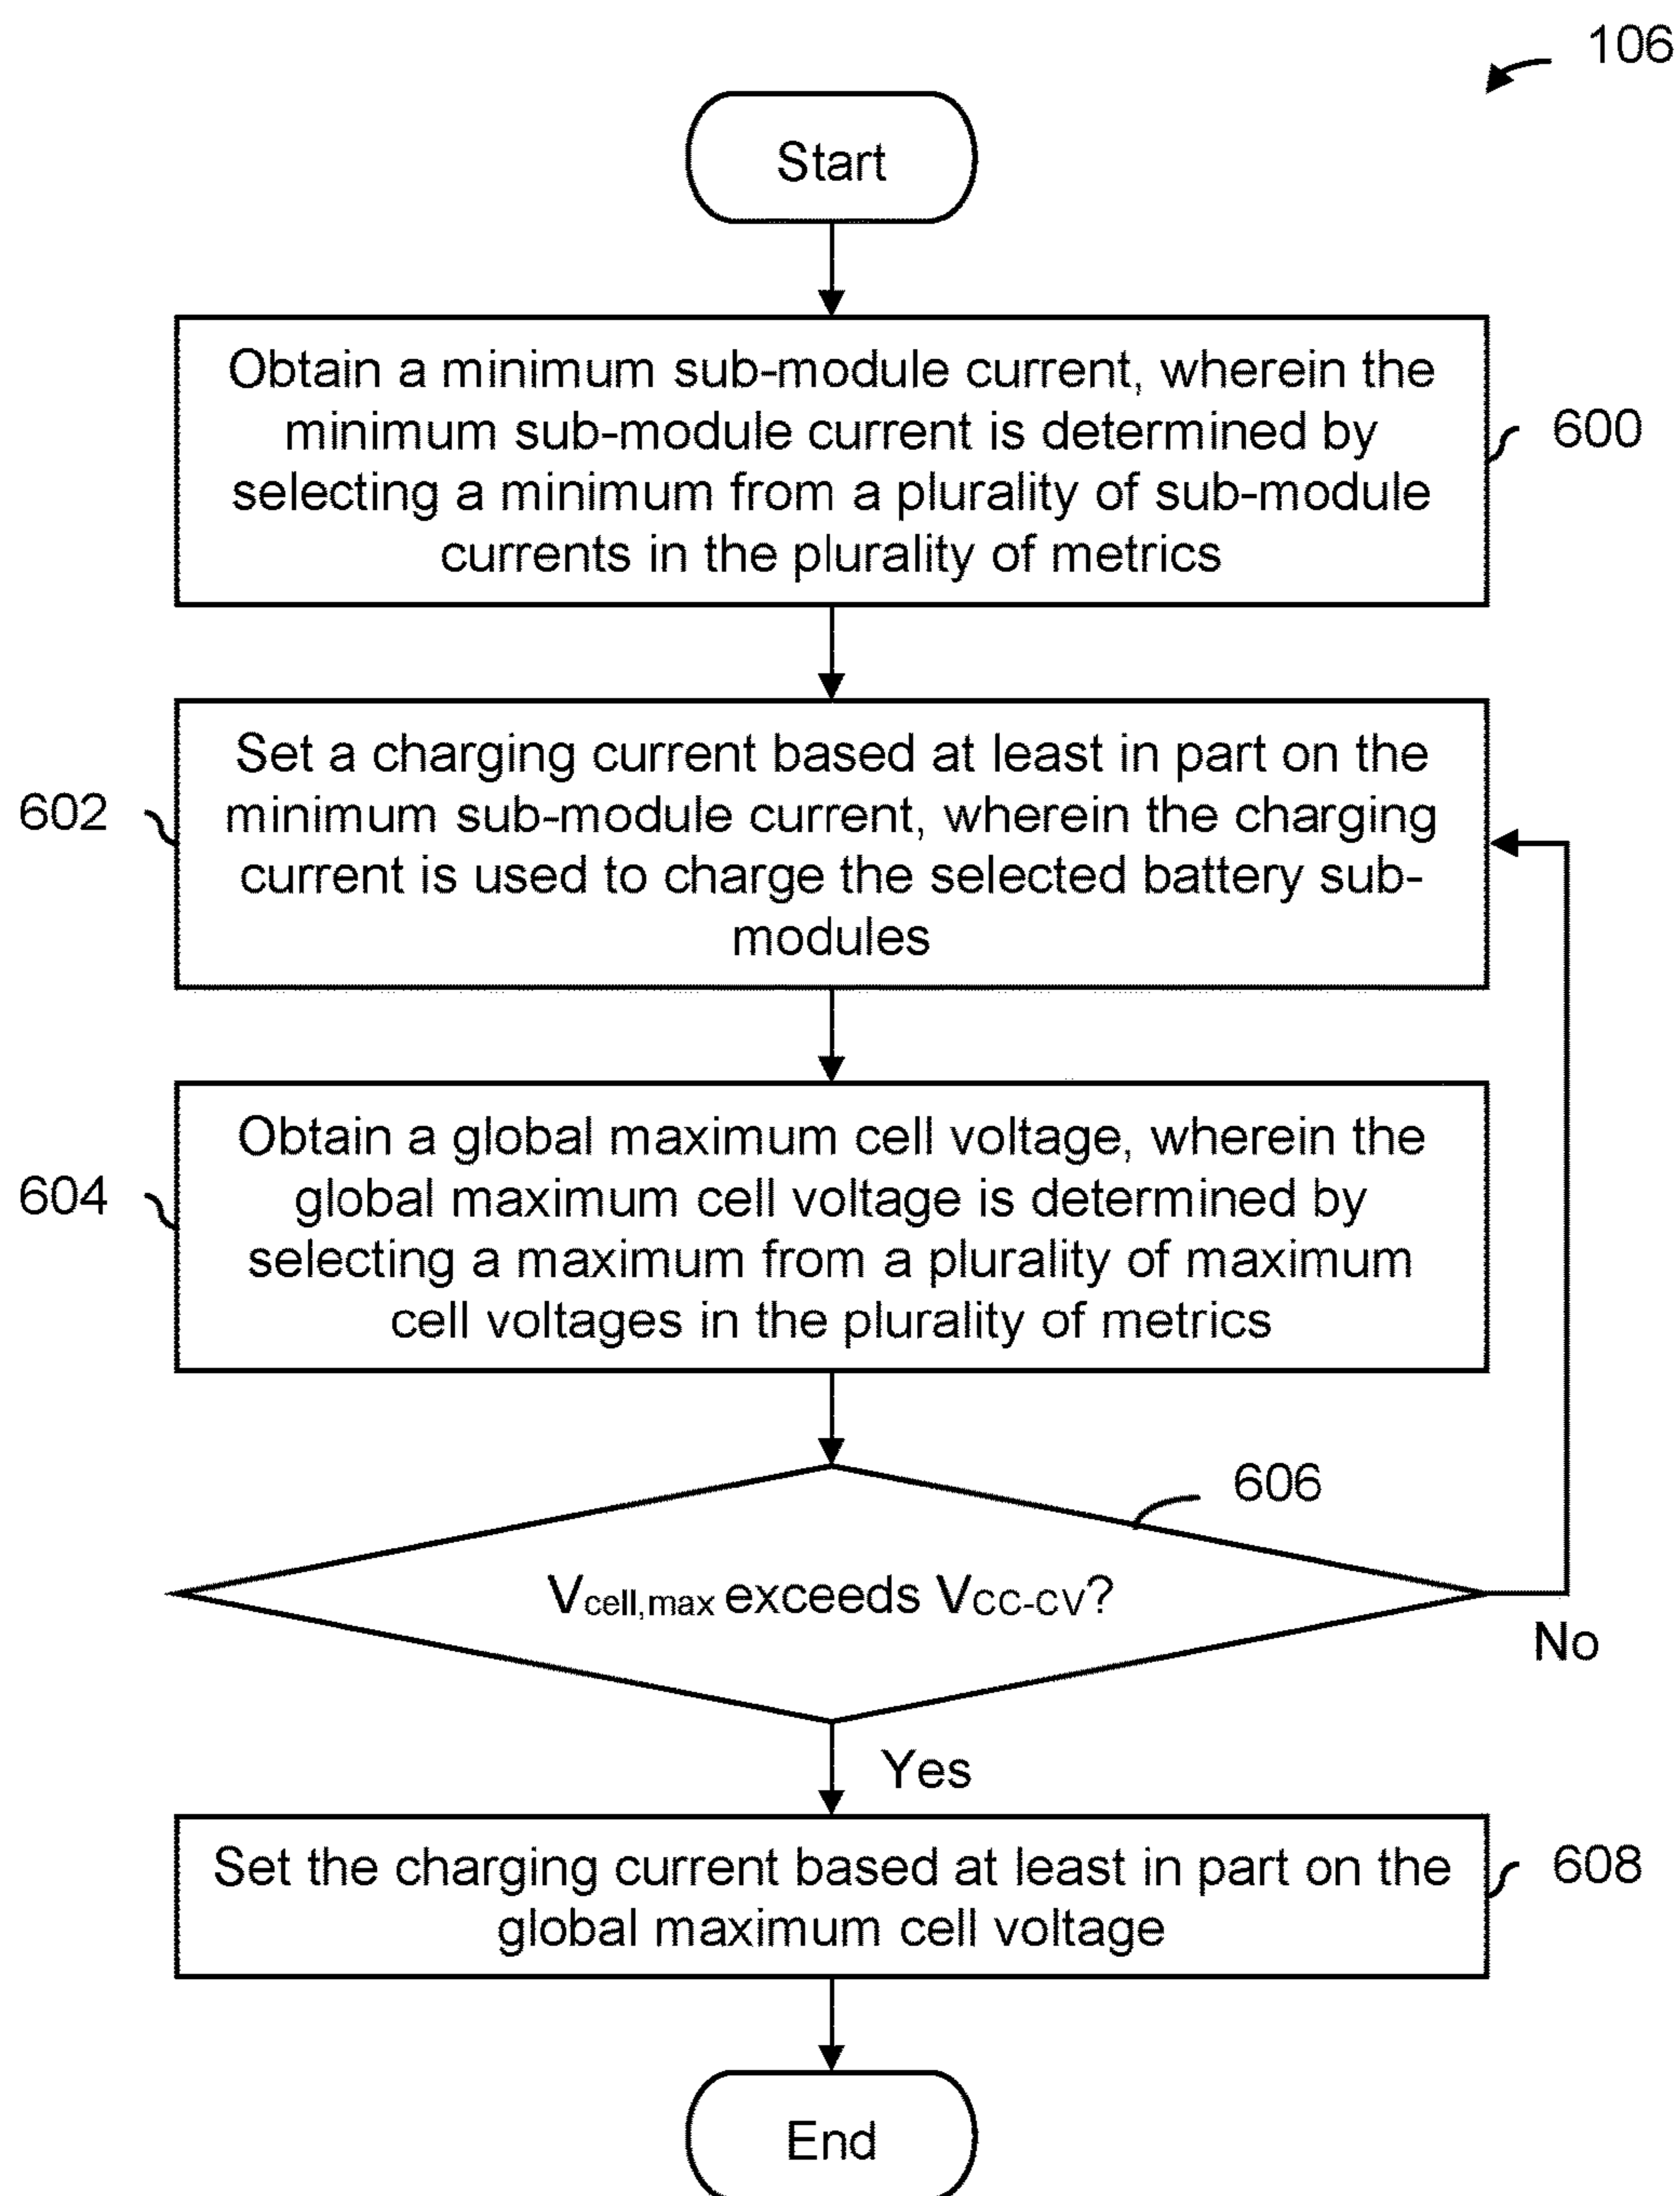 106
Start
Obtain a minimum sub-module current, wherein the
minimum sub-module current is determined by
selecting a minimum from a plurality of sub-module
currents in the plurality of metrics
600
Set a charging current based at least in part on the
minimum sub-module current, wherein the charging
current is used to charge the selected battery sub-
modules
602
Obtain a global maximum cell voltage, wherein the
global maximum cell voltage is determined by
selecting a maximum from a plurality of maximum
cell voltages in the plurality of metrics
604
606
Vcell,max exceeds VCC-CV?
No
Yes
Set the charging current based at least in part on the
global maximum cell voltage
608
End